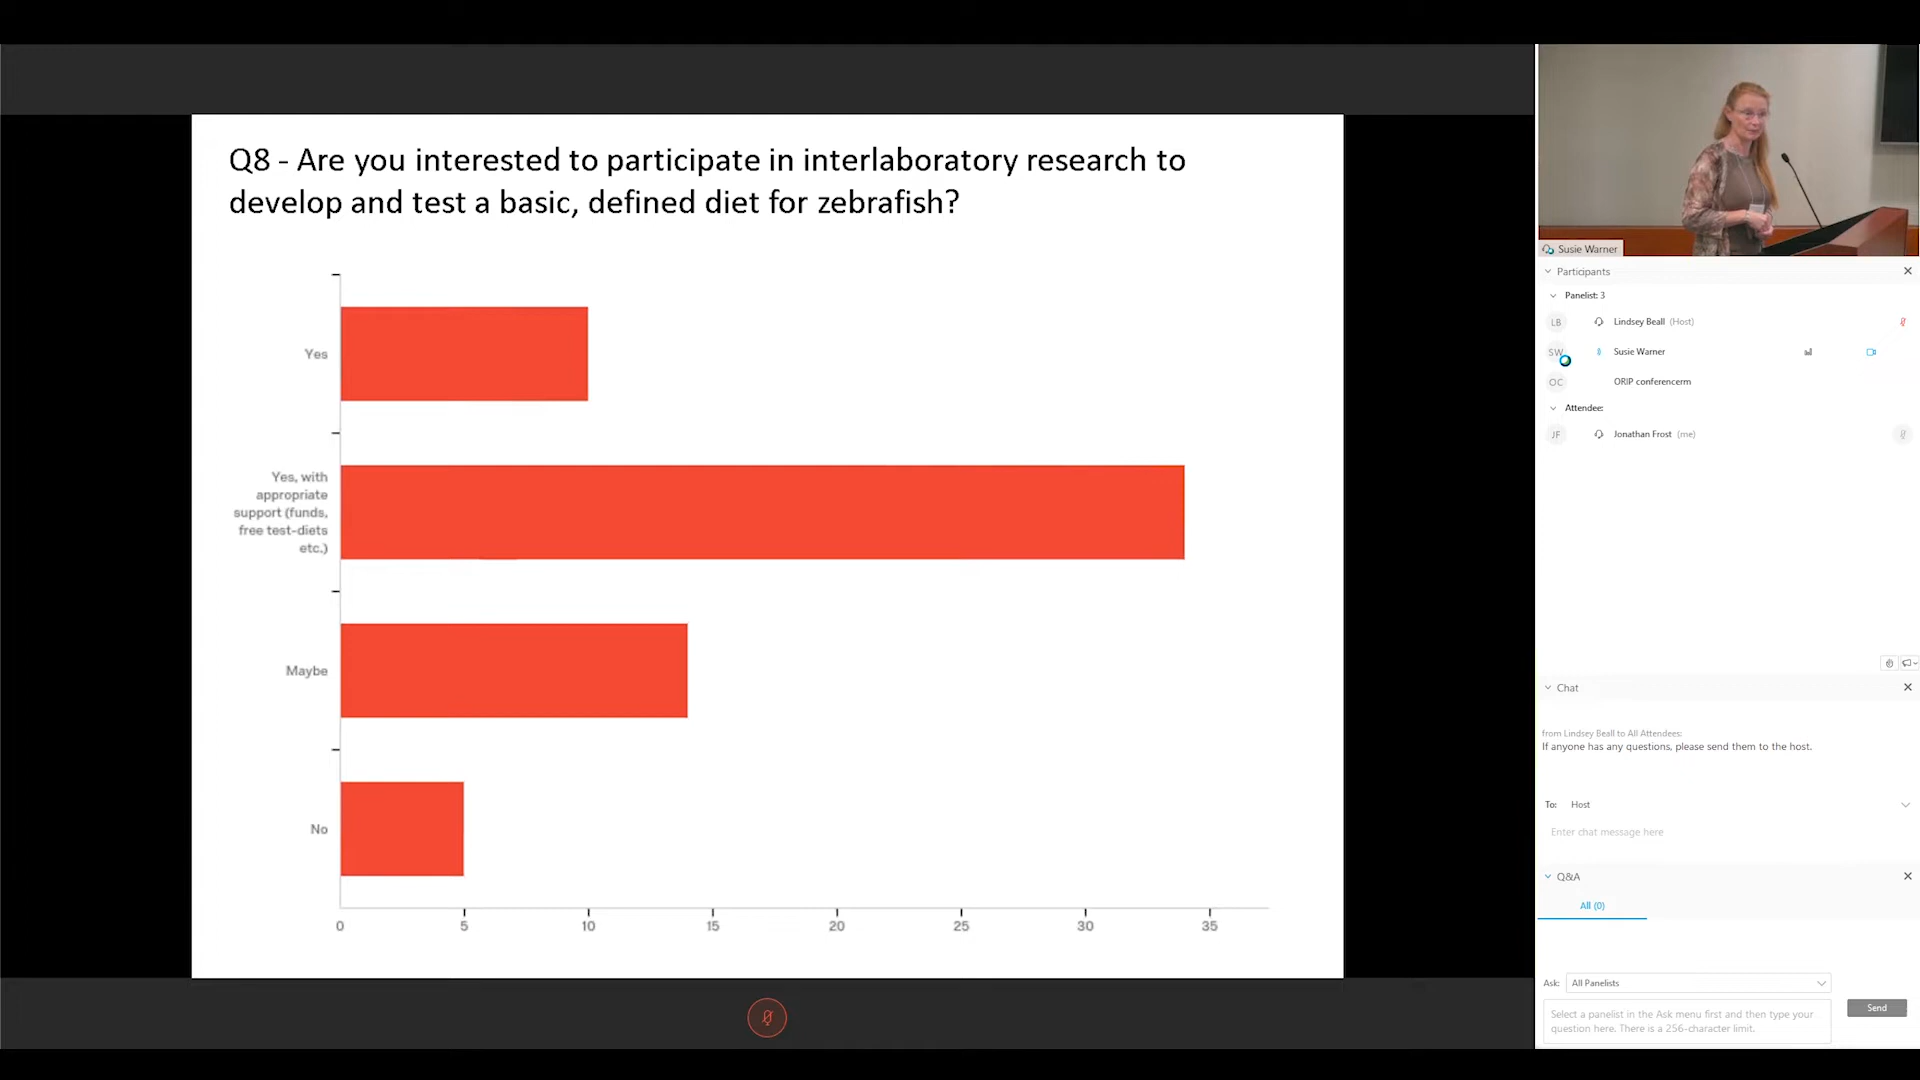 Q8 - Are you interested to participate in interlaboratory research to
develop and test a basic, defined diet for zebrafish?
Yes
Yes, with
appropriate
support (funds,
free test-diets
etc.)
Maybe
No
0 5 10 15 20 25 30 35
Susie Warner
Participants
Panelist: 3
LB Lindsey Beall (Host)
SW Susie Warner
OC ORIP conferencerm
Attendee:
JF Jonathan Frost (me)
Chat
from Lindsey Beall to All Attendees:
If anyone has any questions, please send them to the host.
To: Host
Enter chat message here
Q&A
All (0)
Ask: All Panelists
Select a panelist in the Ask menu first and then type your
question here. There is a 256-character limit.
Send